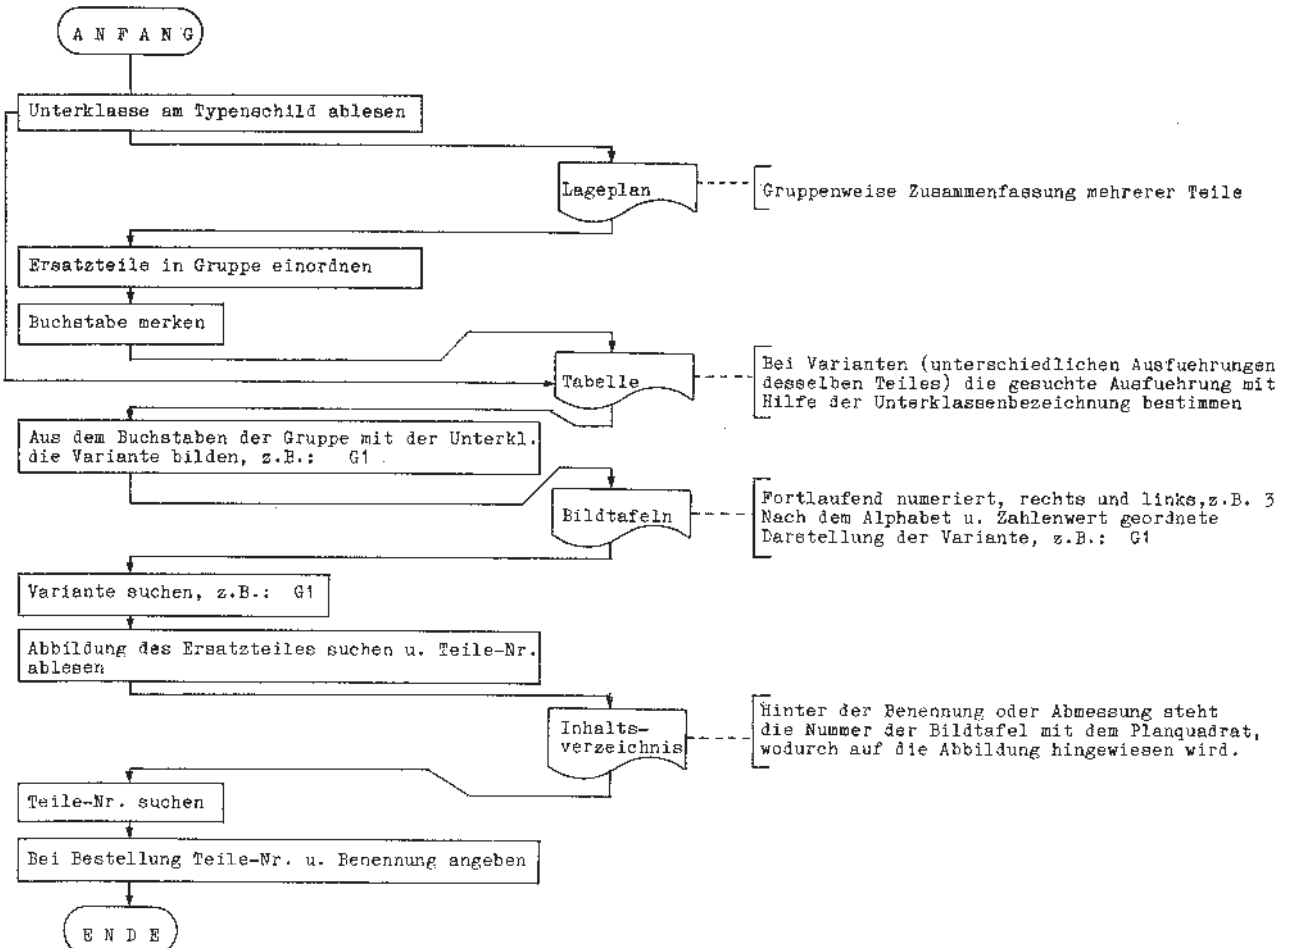 A N F A N G
Unterklasse am Typenschild ablesen
Lageplan
Gruppenweise Zusammenfassung mehrerer Teile
Ersatzteile in Gruppe einordnen
Buchstabe merken
Tabelle
Bei Varianten (unterschiedlichen Ausfuehrungen
desselben Teiles) die gesuchte Ausfuehrung mit
Hilfe der Unterklassenbezeichnung bestimmen
Aus dem Buchstaben der Gruppe mit der Unterkl.
die Variante bilden, z.B.: G1
Bildtafeln
Fortlaufend numeriert, rechts und links,z.B. 3
Nach dem Alphabet u. Zahlenwert geordnete
Darstellung der Variante, z.B.: G1
Variante suchen, z.B.: G1
Abbildung des Ersatzteiles suchen u. Teile-Nr.
ablesen
Inhalts-
verzeichnis
Hinter der Benennung oder Abmessung steht
die Nummer der Bildtafel mit dem Planquadrat,
wodurch auf die Abbildung hingewiesen wird.
Teile-Nr. suchen
Bei Bestellung Teile-Nr. u. Benennung angeben
E N D E